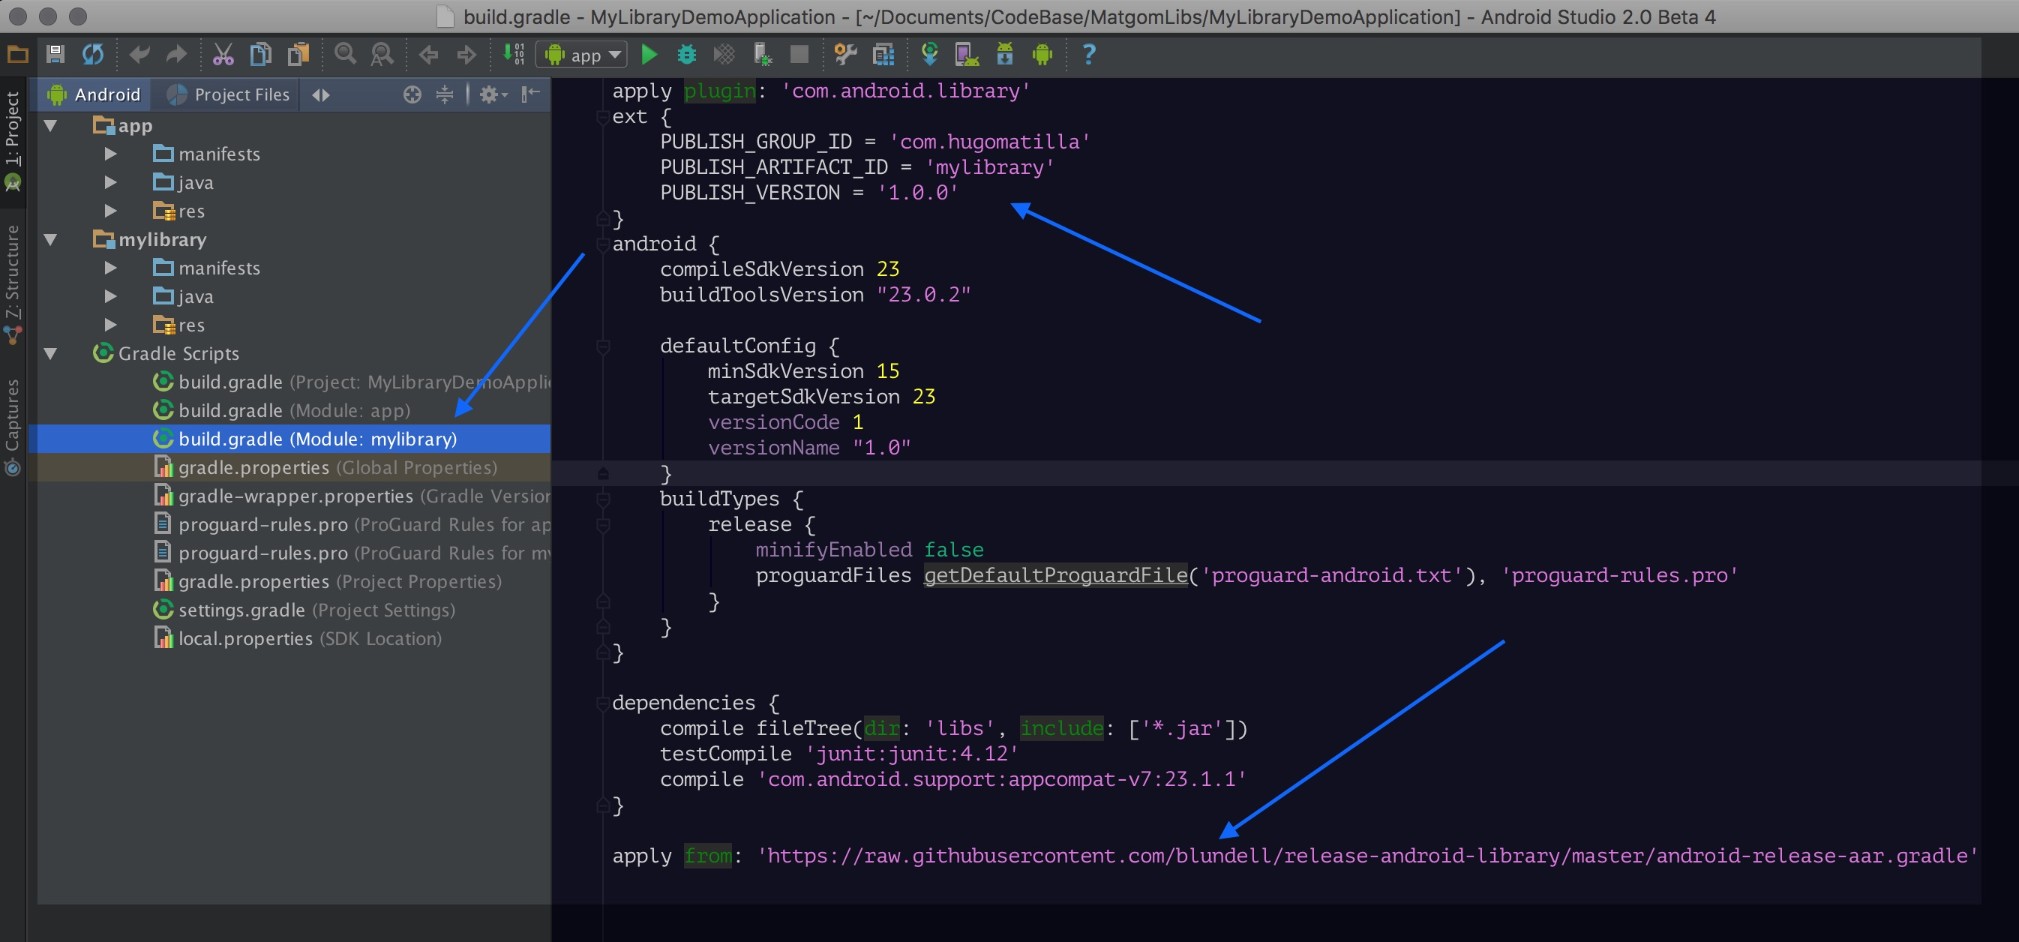 build.gradle - MyLibraryDemoApplication - [~/Documents/CodeBase/MatgomLibs/MyLibraryDemoApplication] - Android Studio 2.0 Beta 4
app
Android
Project Files
1: Project
Z: Structure
Captures
app
manifests
java
res
mylibrary
manifests
java
res
Gradle Scripts
build.gradle (Project: MyLibraryDemoApplic
build.gradle (Module: app)
build.gradle (Module: mylibrary)
gradle.properties (Global Properties)
gradle-wrapper.properties (Gradle Version
proguard-rules.pro (ProGuard Rules for ap
proguard-rules.pro (ProGuard Rules for my
gradle.properties (Project Properties)
settings.gradle (Project Settings)
local.properties (SDK Location)
apply plugin: 'com.android.library'
ext {
PUBLISH_GROUP_ID = 'com.hugomatilla'
PUBLISH_ARTIFACT_ID = 'mylibrary'
PUBLISH_VERSION = '1.0.0'
}
android {
compileSdkVersion 23
buildToolsVersion "23.0.2"
defaultConfig {
minSdkVersion 15
targetSdkVersion 23
versionCode 1
versionName "1.0"
}
buildTypes {
release {
minifyEnabled false
proguardFiles getDefaultProguardFile('proguard-android.txt'), 'proguard-rules.pro'
}
}
}
dependencies {
compile fileTree(dir: 'libs', include: ['*.jar'])
testCompile 'junit:junit:4.12'
compile 'com.android.support:appcompat-v7:23.1.1'
}
apply from: 'https://raw.githubusercontent.com/blundell/release-android-library/master/android-release-aar.gradle'